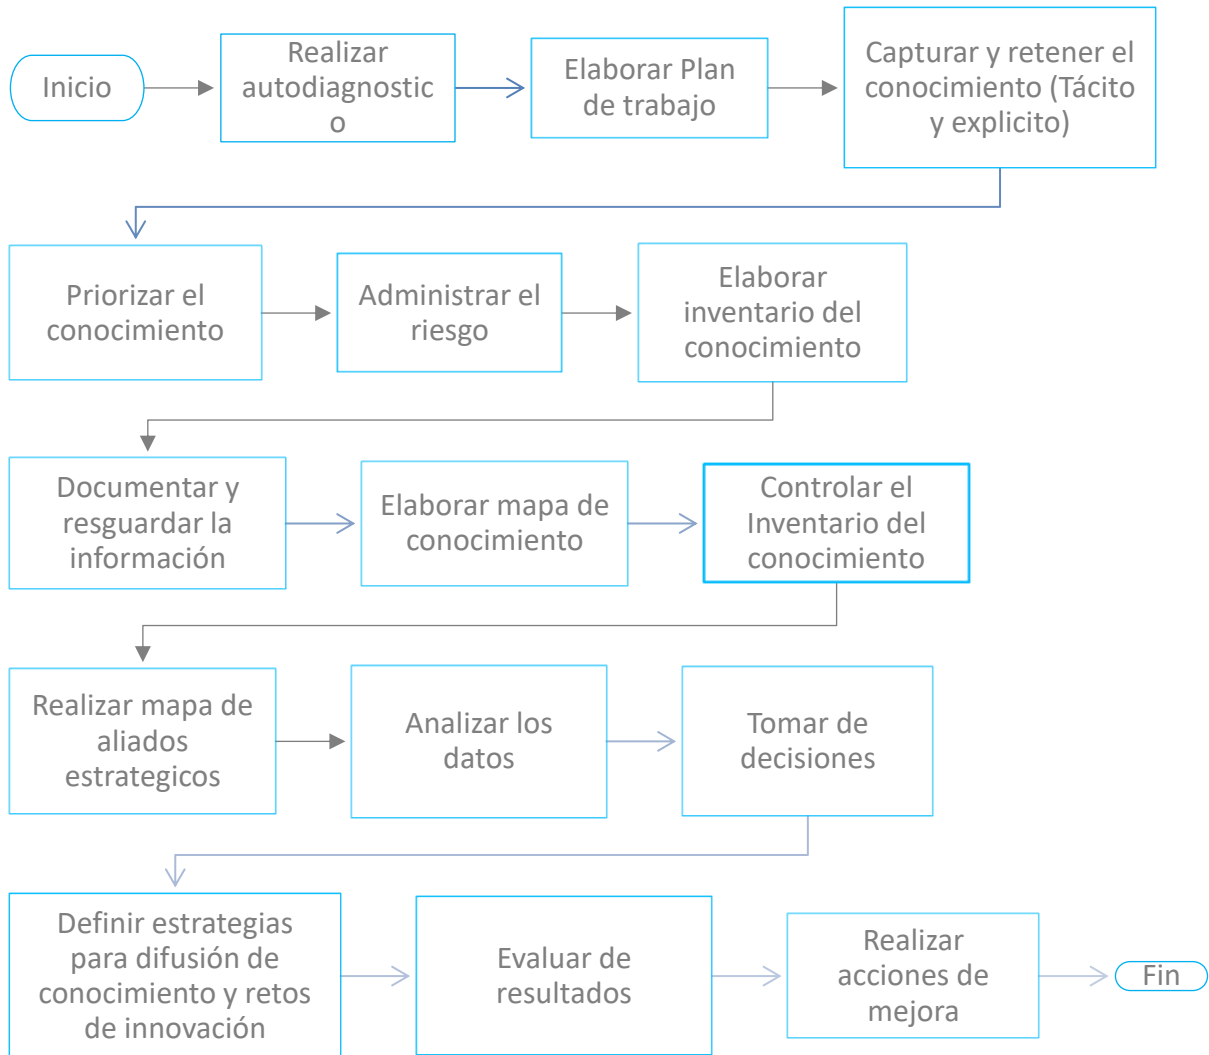 Inicio
Realizar
autodiagnostic
o
Elaborar Plan
de trabajo
Capturar y retener el
conocimiento (Tácito
y explicito)
Priorizar el
conocimiento
Administrar el
riesgo
Elaborar
inventario del
conocimiento
Documentar y
resguardar la
información
Elaborar mapa de
conocimiento
Controlar el
Inventario del
conocimiento
Realizar mapa de
aliados
estrategicos
Analizar los
datos
Tomar de
decisiones
Definir estrategias
para difusión de
conocimiento y retos
de innovación
Evaluar de
resultados
Realizar
acciones de
mejora
Fin